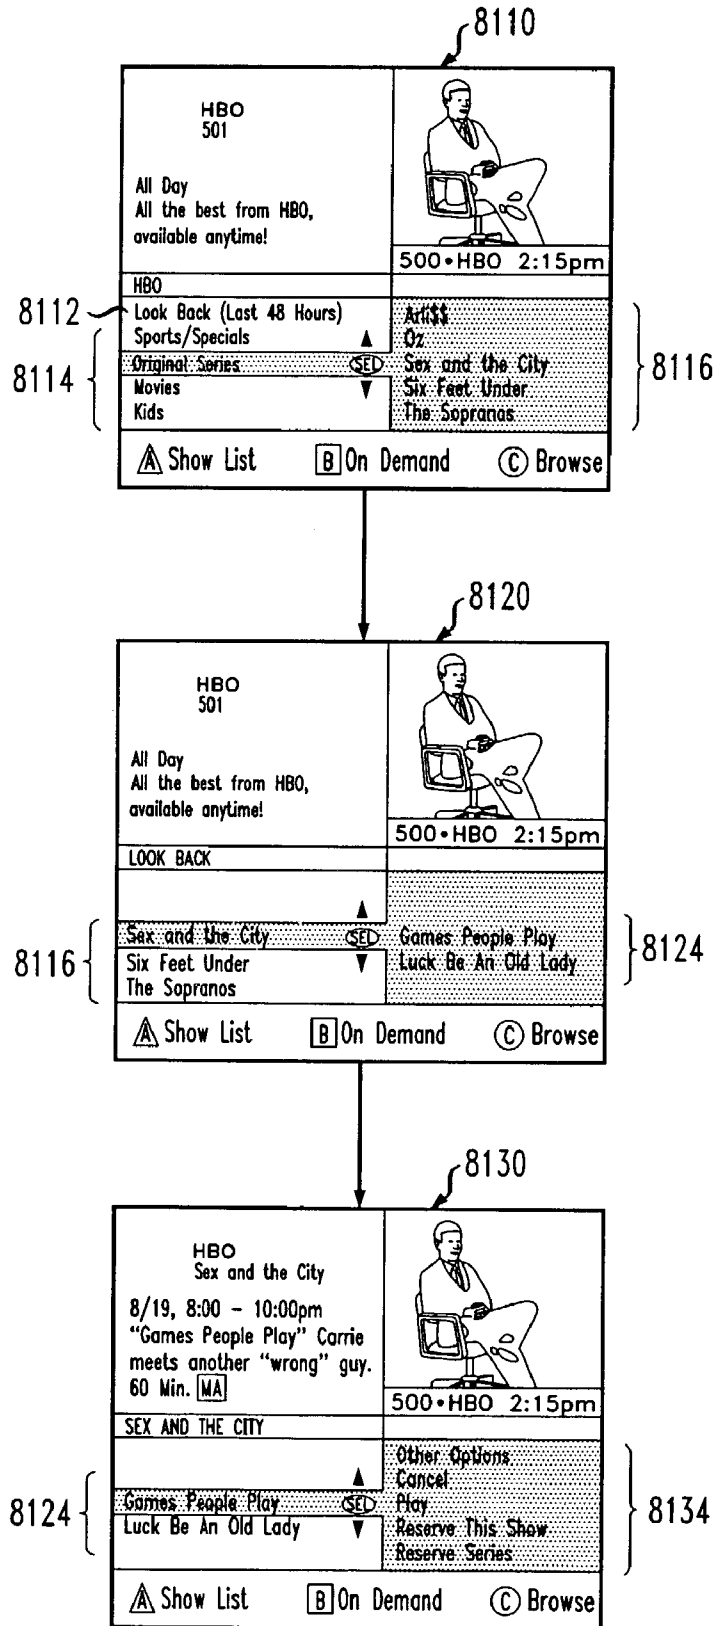 8110
HBO
501
All Day
All the best from HBO,
available anytime!
500•HBO 2:15pm
HBO
8112
Look Back (Last 48 Hours)
Sports/Specials
Original Series SEL
Movies
Kids
8114
Arli$$
Oz
Sex and the City
Six Feet Under
The Sopranos
8116
A Show List B On Demand C Browse
8120
HBO
501
All Day
All the best from HBO,
available anytime!
500•HBO 2:15pm
LOOK BACK
8116
Sex and the City SEL
Six Feet Under
The Sopranos
Games People Play
Luck Be An Old Lady
8124
A Show List B On Demand C Browse
8130
HBO
Sex and the City
8/19, 8:00 - 10:00pm
“Games People Play” Carrie
meets another “wrong” guy.
60 Min. MA
500•HBO 2:15pm
SEX AND THE CITY
8124
Games People Play SEL
Luck Be An Old Lady
Other Options
Cancel
Play
Reserve This Show
Reserve Series
8134
A Show List B On Demand C Browse